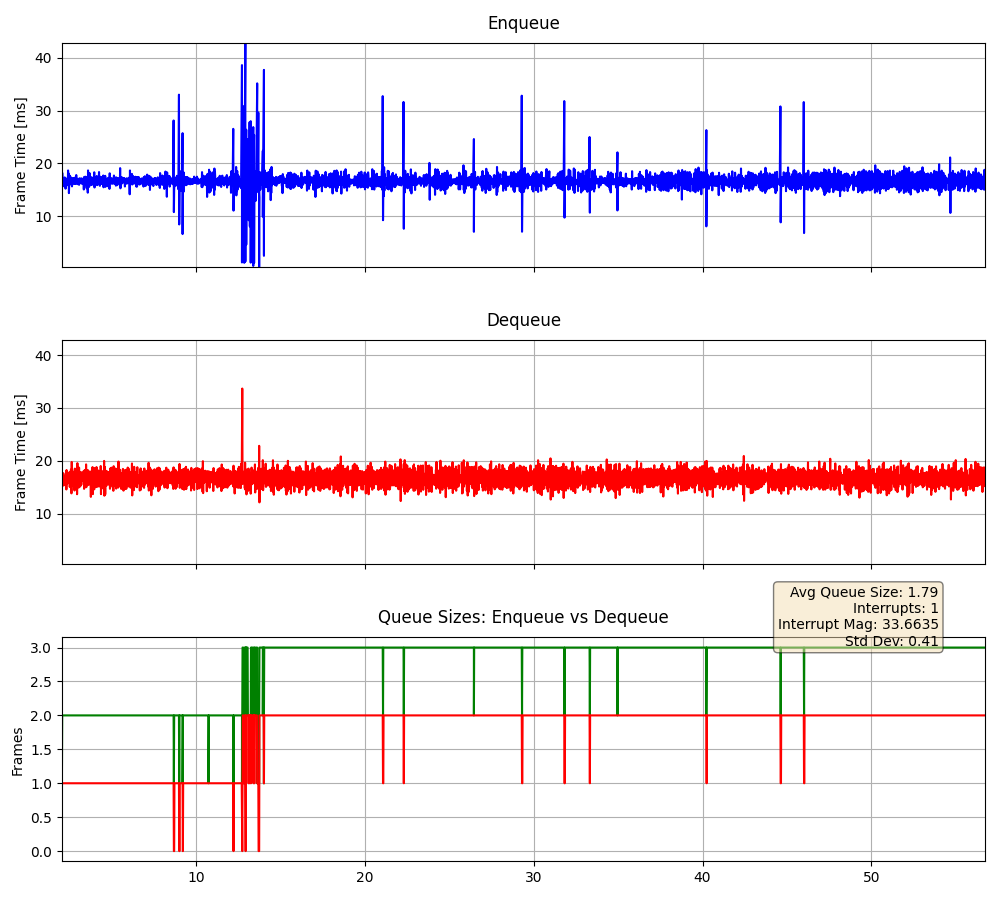 Enqueue
40
30
20
10
Frame Time [ms]
Dequeue
40
30
20
10
Frame Time [ms]
Avg Queue Size: 1.79
Interrupts: 1
Interrupt Mag: 33.6635
Std Dev: 0.41
Queue Sizes: Enqueue vs Dequeue
3.0
2.5
2.0
1.5
1.0
0.5
0.0
Frames
10 20 30 40 50